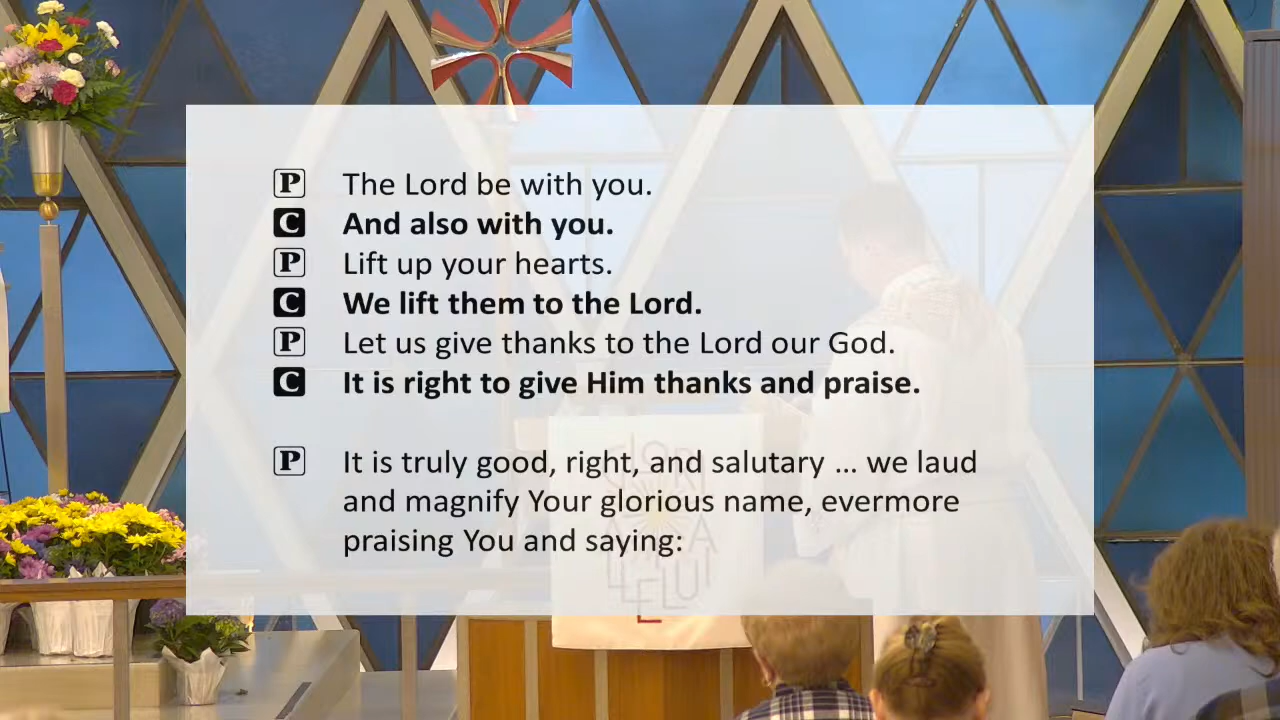 P The Lord be with you.
C And also with you.
P Lift up your hearts.
C We lift them to the Lord.
P Let us give thanks to the Lord our God.
C It is right to give Him thanks and praise.
P It is truly good, right, and salutary … we laud
and magnify Your glorious name, evermore
praising You and saying: